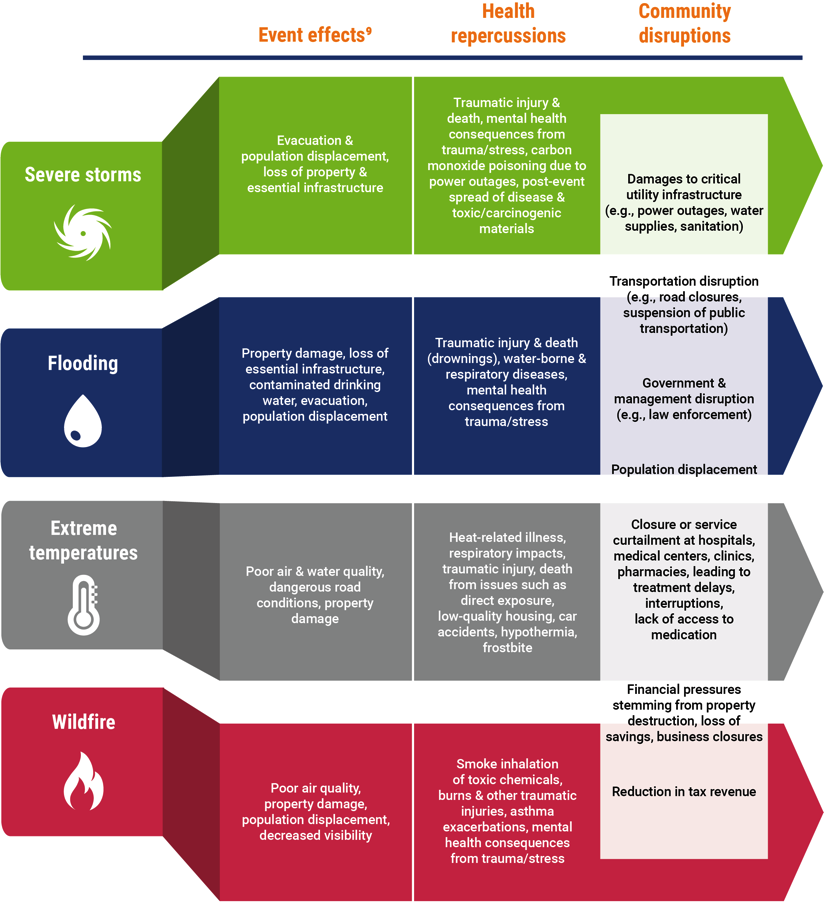 Event effects⁹
Health
repercussions
Community
disruptions
Severe storms
Evacuation &
population displacement,
loss of property &
essential infrastructure
Traumatic injury &
death, mental health
consequences from
trauma/stress, carbon
monoxide poisoning due to
power outages, post-event
spread of disease &
toxic/carcinogenic
materials
Damages to critical
utility infrastructure
(e.g., power outages, water
supplies, sanitation)
Transportation disruption
(e.g., road closures,
suspension of public
transportation)
Flooding
Property damage, loss of
essential infrastructure,
contaminated drinking
water, evacuation,
population displacement
Traumatic injury & death
(drownings), water-borne &
respiratory diseases,
mental health
consequences from
trauma/stress
Government &
management disruption
(e.g., law enforcement)
Population displacement
Extreme
temperatures
Poor air & water quality,
dangerous road
conditions, property
damage
Heat-related illness,
respiratory impacts,
traumatic injury, death
from issues such as
direct exposure,
low-quality housing, car
accidents, hypothermia,
frostbite
Closure or service
curtailment at hospitals,
medical centers, clinics,
pharmacies, leading to
treatment delays,
interruptions,
lack of access to
medication
Financial pressures
stemming from property
destruction, loss of
savings, business closures
Wildfire
Poor air quality,
property damage,
population displacement,
decreased visibility
Smoke inhalation
of toxic chemicals,
burns & other traumatic
injuries, asthma
exacerbations, mental
health consequences
from trauma/stress
Reduction in tax revenue